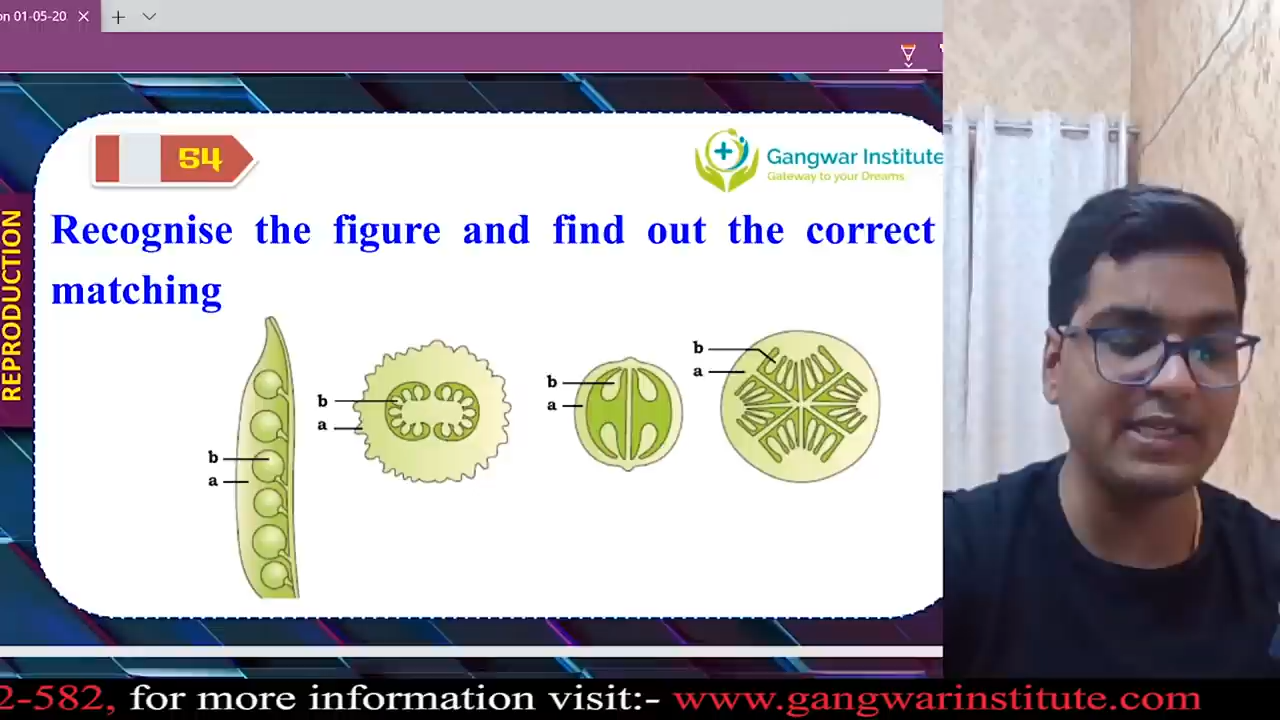 on 01-05-20
54
Gangwar Institute
Gateway to your Dreams
REPRODUCTION
Recognise the figure and find out the correct
matching
b
a
b
a
b
a
b
a
2-582, for more information visit:- www.gangwarinstitute.com